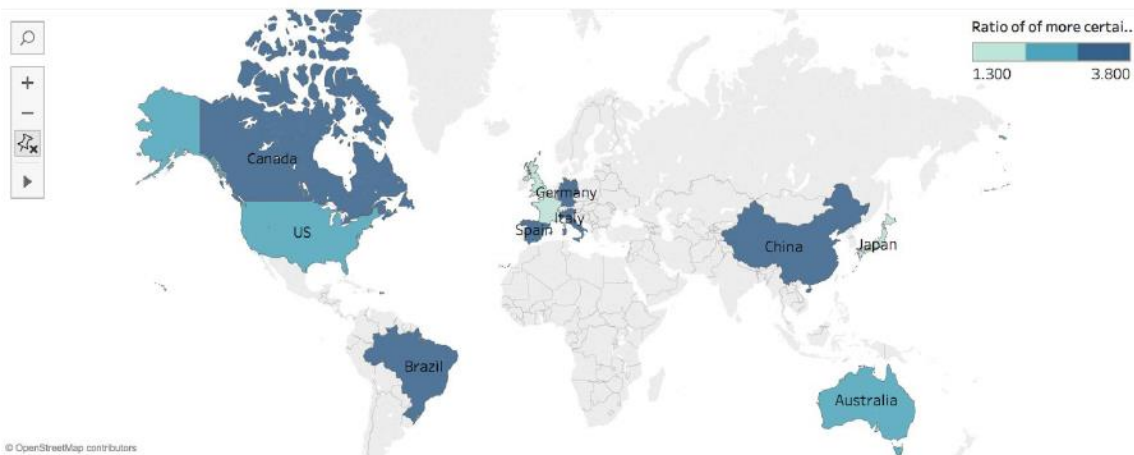 Ratio of of more certai..
1.300 3.800
Canada
US
Germany
Italy
Spain
China
Japan
Brazil
Australia
© OpenStreetMap contributors